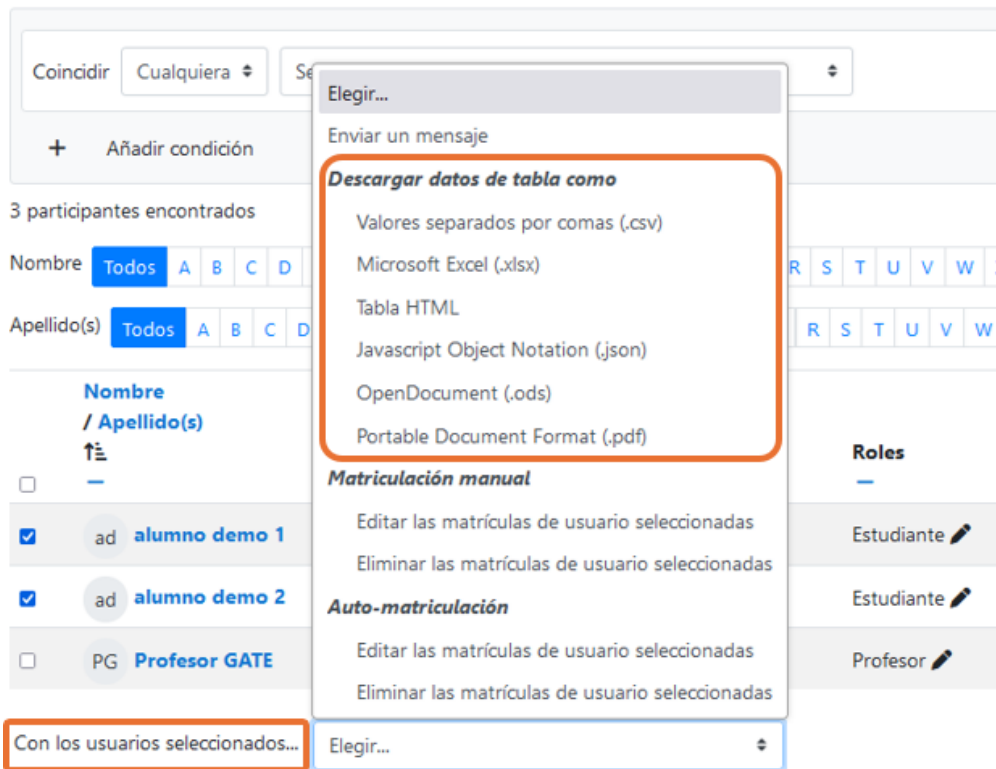 Coincidir Cualquiera
Elegir...
Enviar un mensaje
+ Añadir condición
Descargar datos de tabla como
3 participantes encontrados
Valores separados por comas (.csv)
Nombre Todos A B C D R S T U V W
Microsoft Excel (.xlsx)
Tabla HTML
Apellido(s) Todos A B C D R S T U V W
Javascript Object Notation (.json)
Nombre
/ Apellido(s)
OpenDocument (.ods)
Portable Document Format (.pdf)
Roles
Matriculación manual
ad alumno demo 1 Estudiante
Editar las matrículas de usuario seleccionadas
Eliminar las matrículas de usuario seleccionadas
ad alumno demo 2 Estudiante
Auto-matriculación
Editar las matrículas de usuario seleccionadas
PG Profesor GATE Profesor
Eliminar las matrículas de usuario seleccionadas
Con los usuarios seleccionados... Elegir...